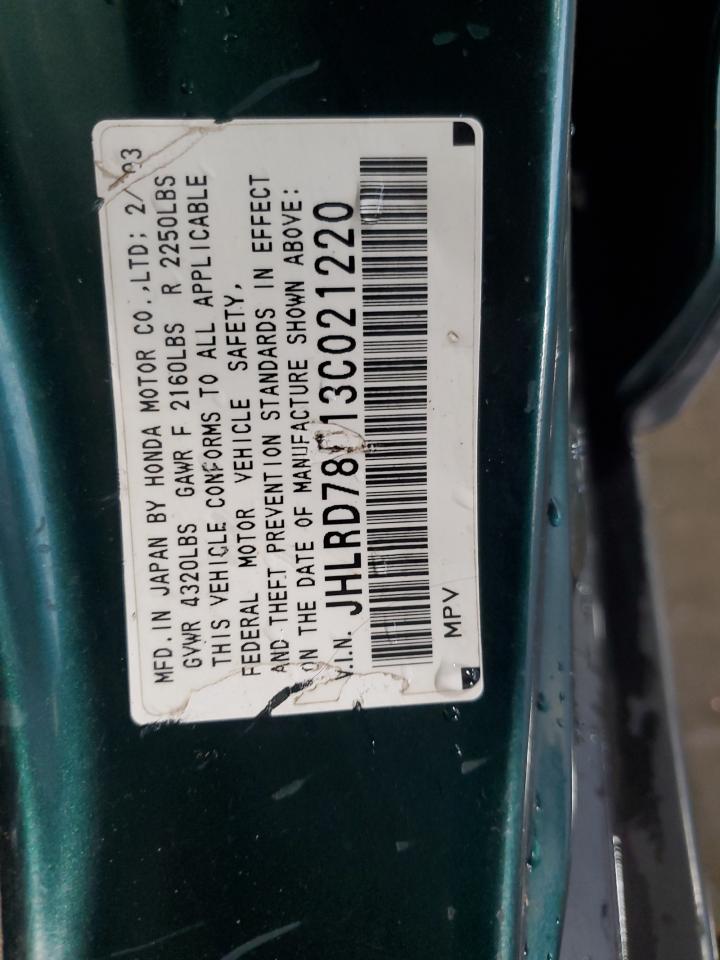 MFD. IN JAPAN BY HONDA MOTOR CO.,LTD; 2/03
GVWR 4320LBS GAWR F 2160LBS R 2250LBS
THIS VEHICLE CONFORMS TO ALL APPLICABLE
FEDERAL MOTOR VEHICLE SAFETY,
AND THEFT PREVENTION STANDARDS IN EFFECT
ON THE DATE OF MANUFACTURE SHOWN ABOVE:
V.I.N. JHLRD78 13C021220
MPV